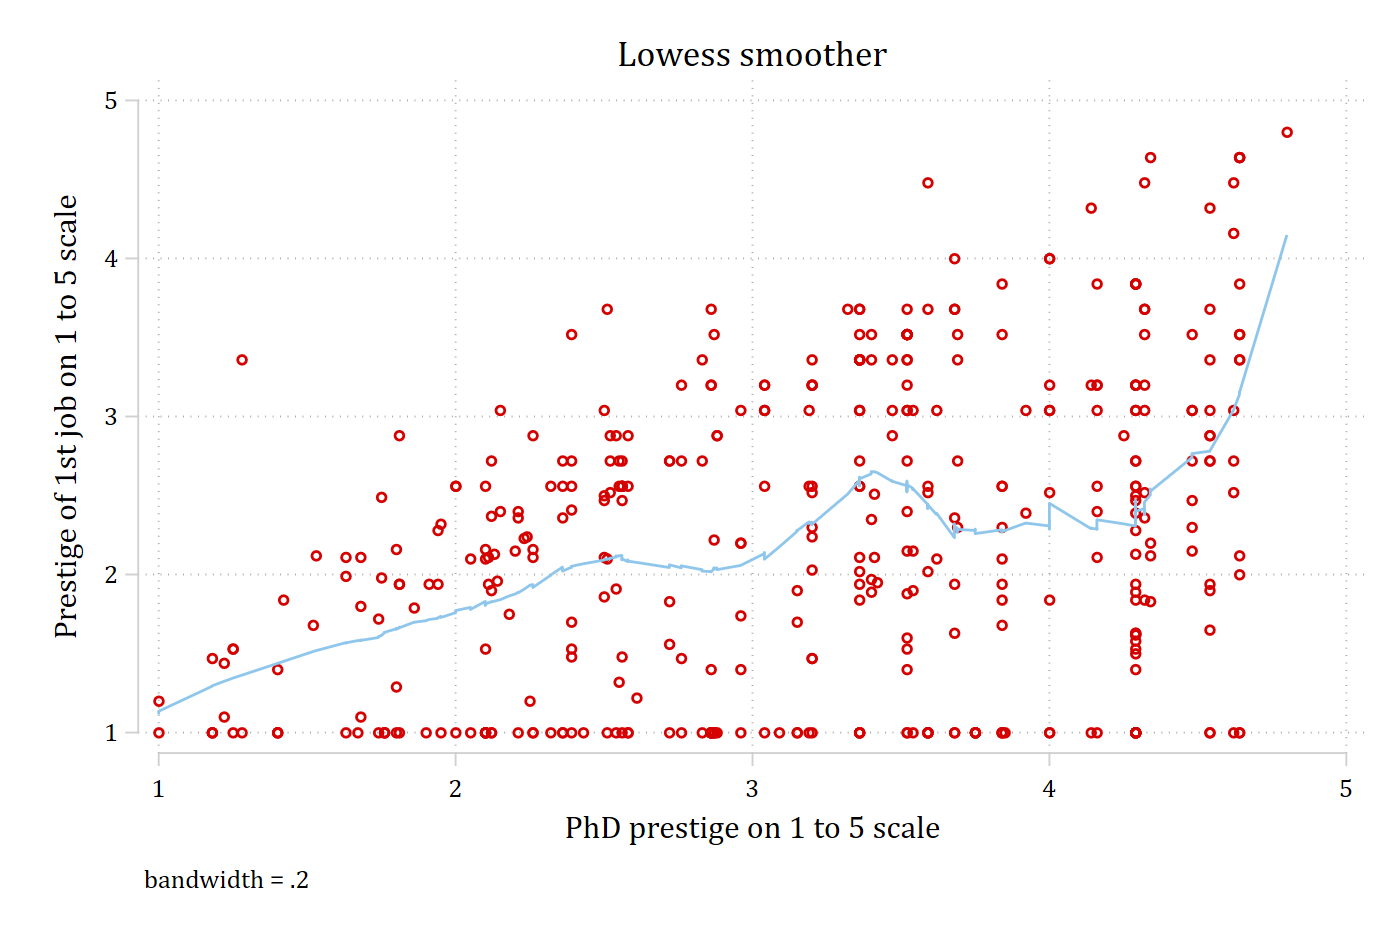 Lowess smoother
Prestige of 1st job on 1 to 5 scale
5
4
3
2
1
1 2 3 4 5
PhD prestige on 1 to 5 scale
bandwidth = .2